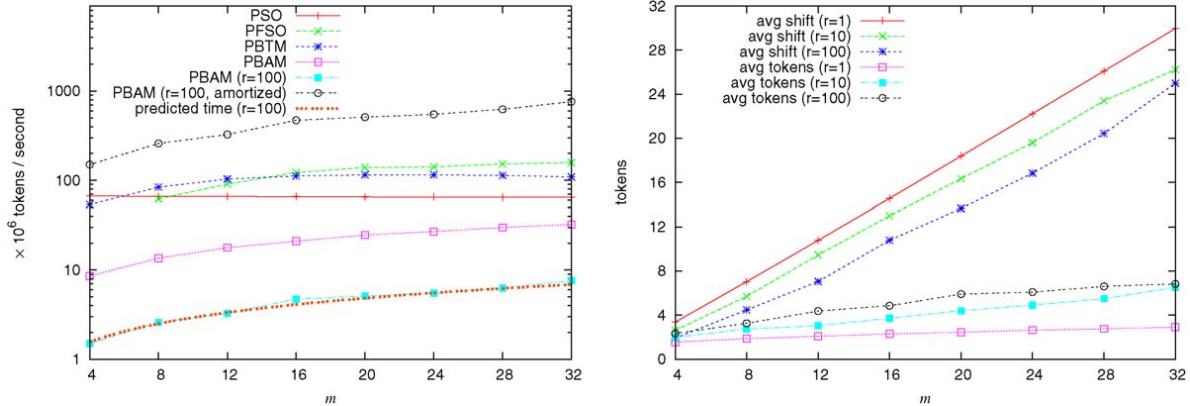 PSO
PFSO
PBTM
PBAM
PBAM (r=100)
PBAM (r=100, amortized)
predicted time (r=100)
× 10⁶ tokens / second
1000
100
10
1
4
8
12
16
20
24
28
32
m
avg shift (r=1)
avg shift (r=10)
avg shift (r=100)
avg tokens (r=1)
avg tokens (r=10)
avg tokens (r=100)
tokens
32
28
24
20
16
12
8
4
0
4
8
12
16
20
24
28
32
m